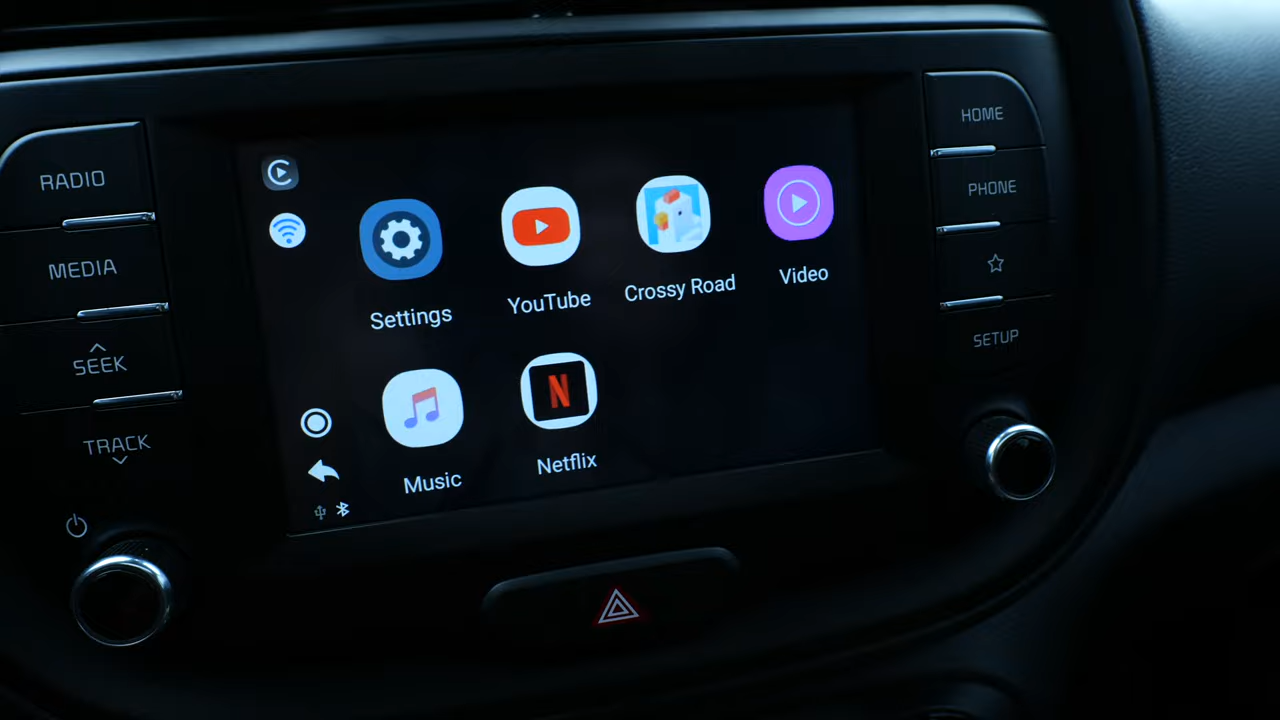 RADIO
MEDIA
SEEK
TRACK
Settings
YouTube
Crossy Road
Video
Music
N
Netflix
HOME
PHONE
SETUP